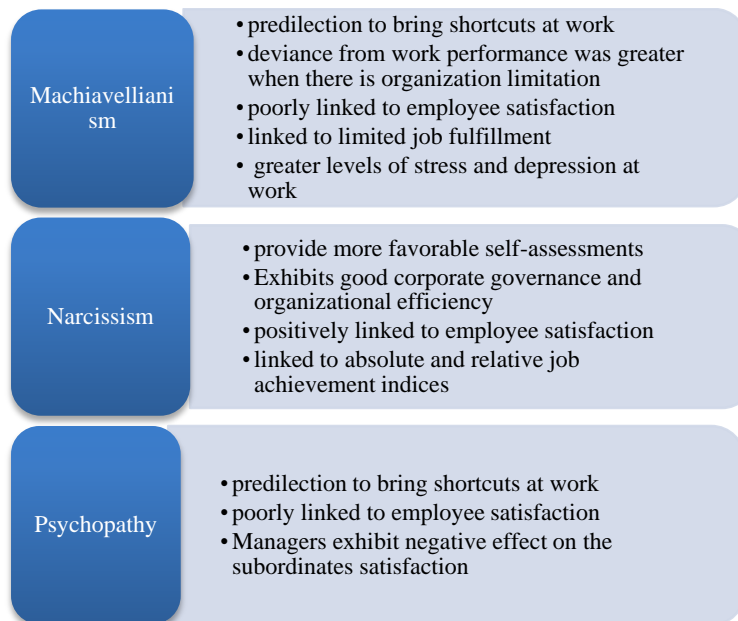 Machiavelliani
sm
• predilection to bring shortcuts at work
• deviance from work performance was greater
when there is organization limitation
• poorly linked to employee satisfaction
• linked to limited job fulfillment
• greater levels of stress and depression at
work
Narcissism
• provide more favorable self-assessments
• Exhibits good corporate governance and
organizational efficiency
• positively linked to employee satisfaction
• linked to absolute and relative job
achievement indices
Psychopathy
• predilection to bring shortcuts at work
• poorly linked to employee satisfaction
• Managers exhibit negative effect on the
subordinates satisfaction